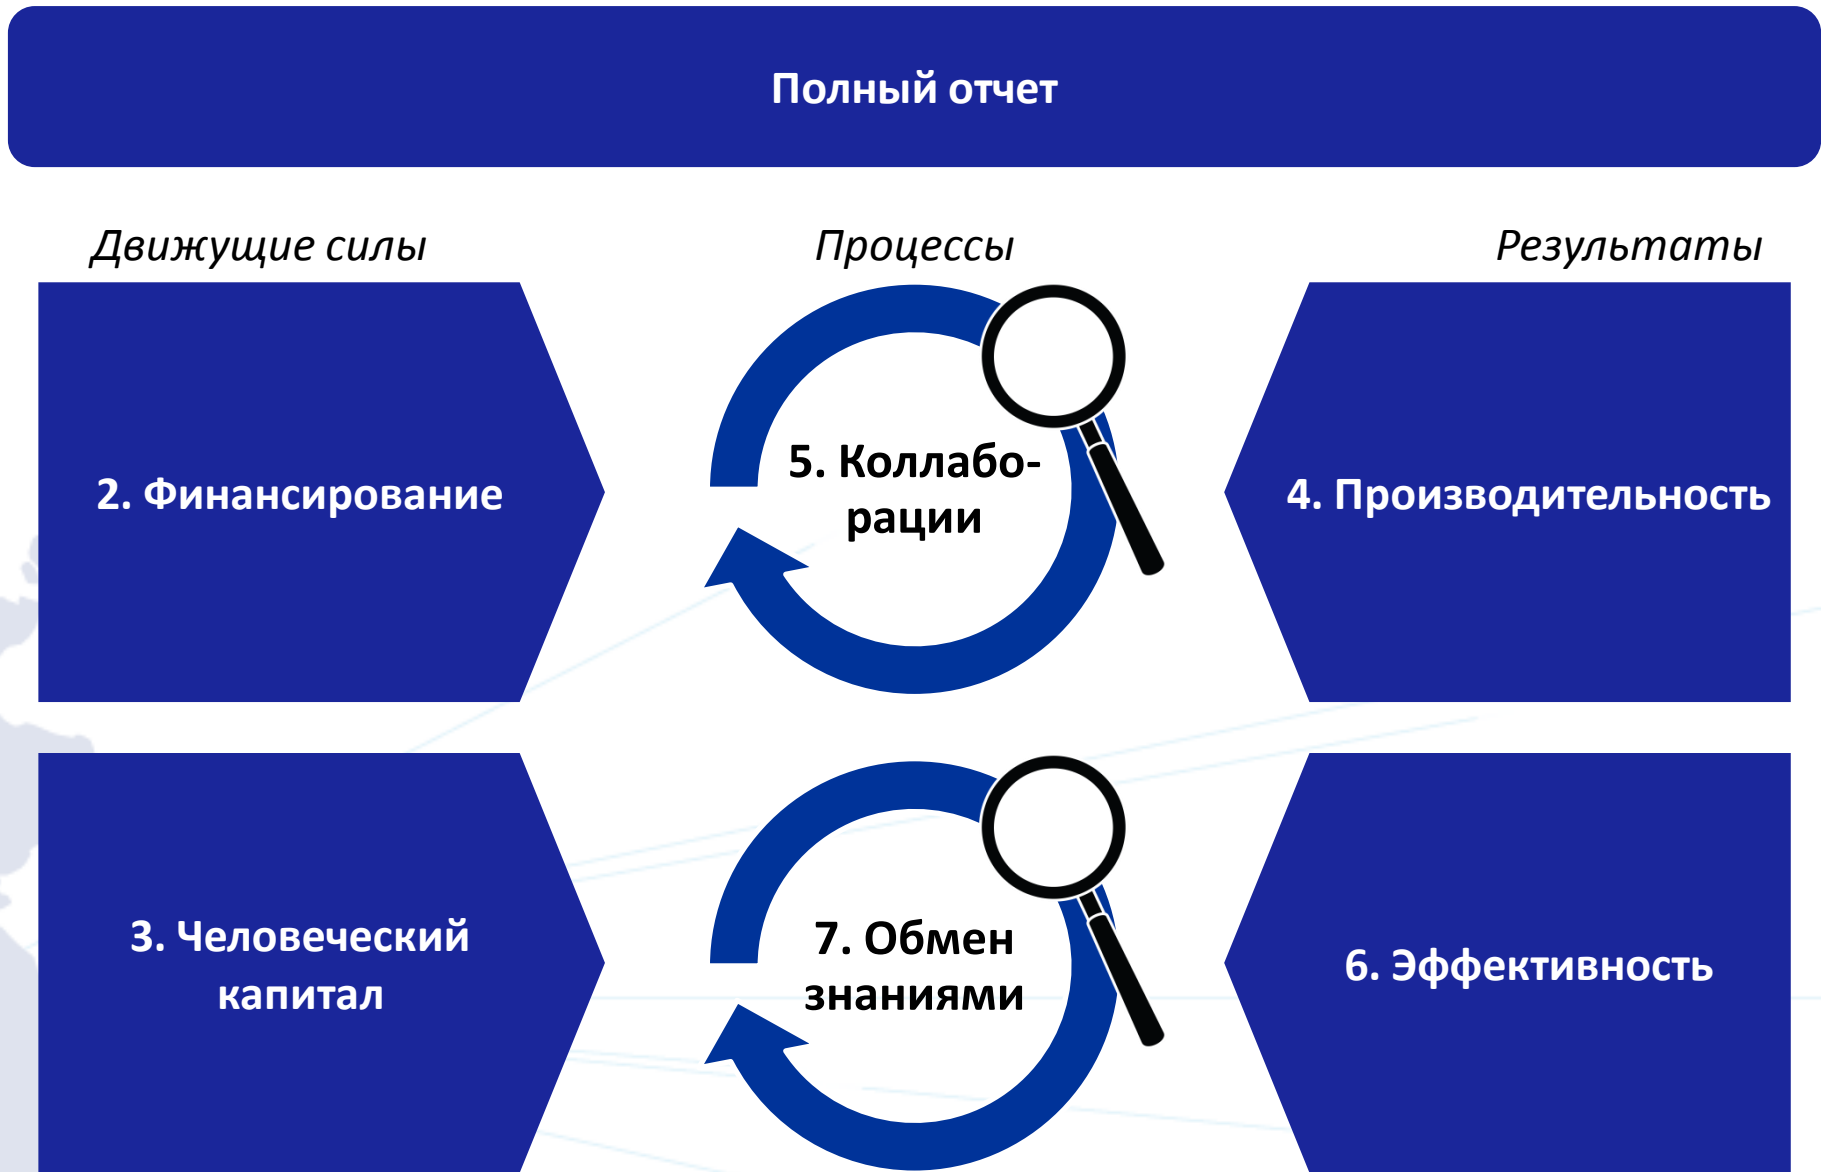 Полный отчет
Движущие силы
Процессы
Результаты
2. Финансирование
5. Коллабо-
рации
4. Производительность
3. Человеческий
капитал
7. Обмен
знаниями
6. Эффективность